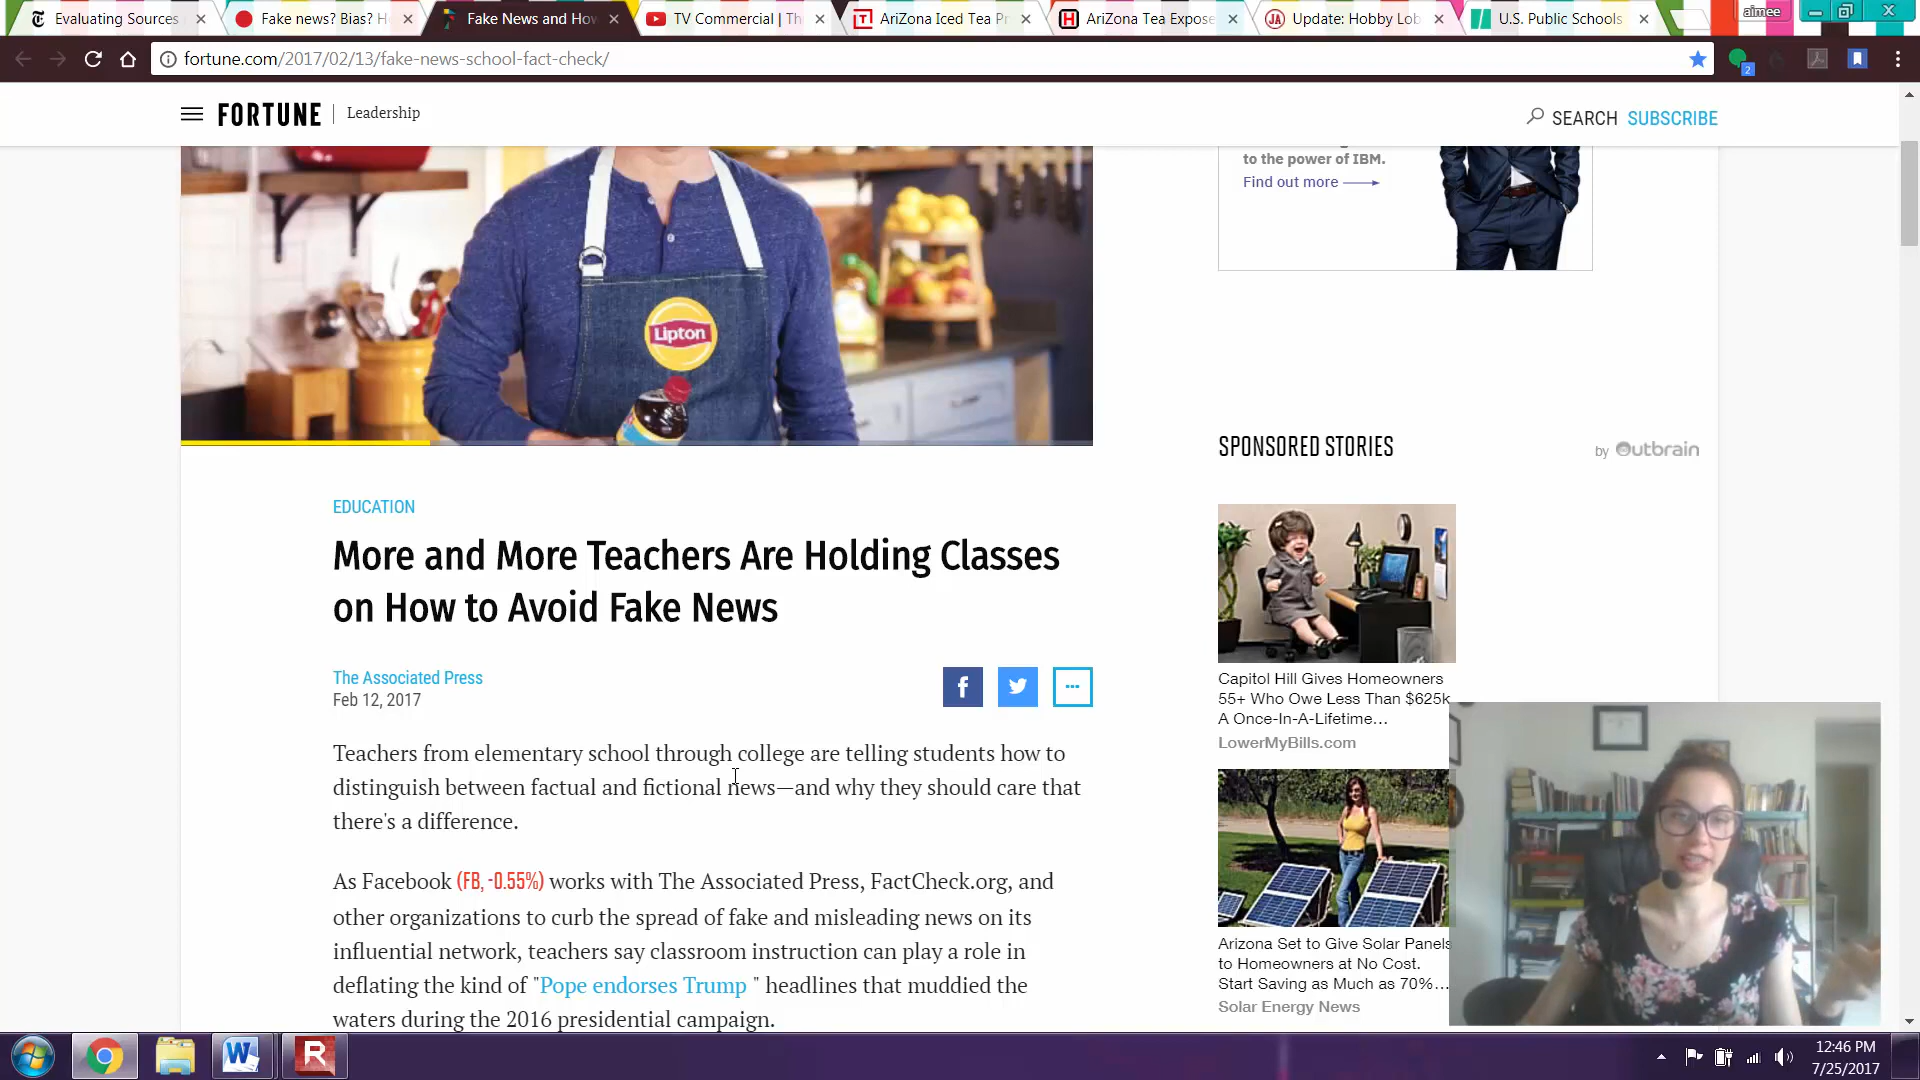 Evaluating Sources
Fake news? Bias? H
Fake News and How
TV Commercial | Th
AriZona Iced Tea Pr
AriZona Tea Expose
Update: Hobby Lob
U.S. Public Schools
aimee
fortune.com/2017/02/13/fake-news-school-fact-check/
2
FORTUNE
Leadership
SEARCH
SUBSCRIBE
to the power of IBM.
Find out more
Lipton
SPONSORED STORIES
by Outbrain
EDUCATION
More and More Teachers Are Holding Classes
on How to Avoid Fake News
The Associated Press
Feb 12, 2017
Teachers from elementary school through college are telling students how to
distinguish between factual and fictional news—and why they should care that
there's a difference.
As Facebook (FB, -0.55%) works with The Associated Press, FactCheck.org, and
other organizations to curb the spread of fake and misleading news on its
influential network, teachers say classroom instruction can play a role in
deflating the kind of "Pope endorses Trump " headlines that muddied the
waters during the 2016 presidential campaign.
Capitol Hill Gives Homeowners
55+ Who Owe Less Than $625k
A Once-In-A-Lifetime...
LowerMyBills.com
Arizona Set to Give Solar Panels
to Homeowners at No Cost.
Start Saving as Much as 70%...
Solar Energy News
12:46 PM
7/25/2017